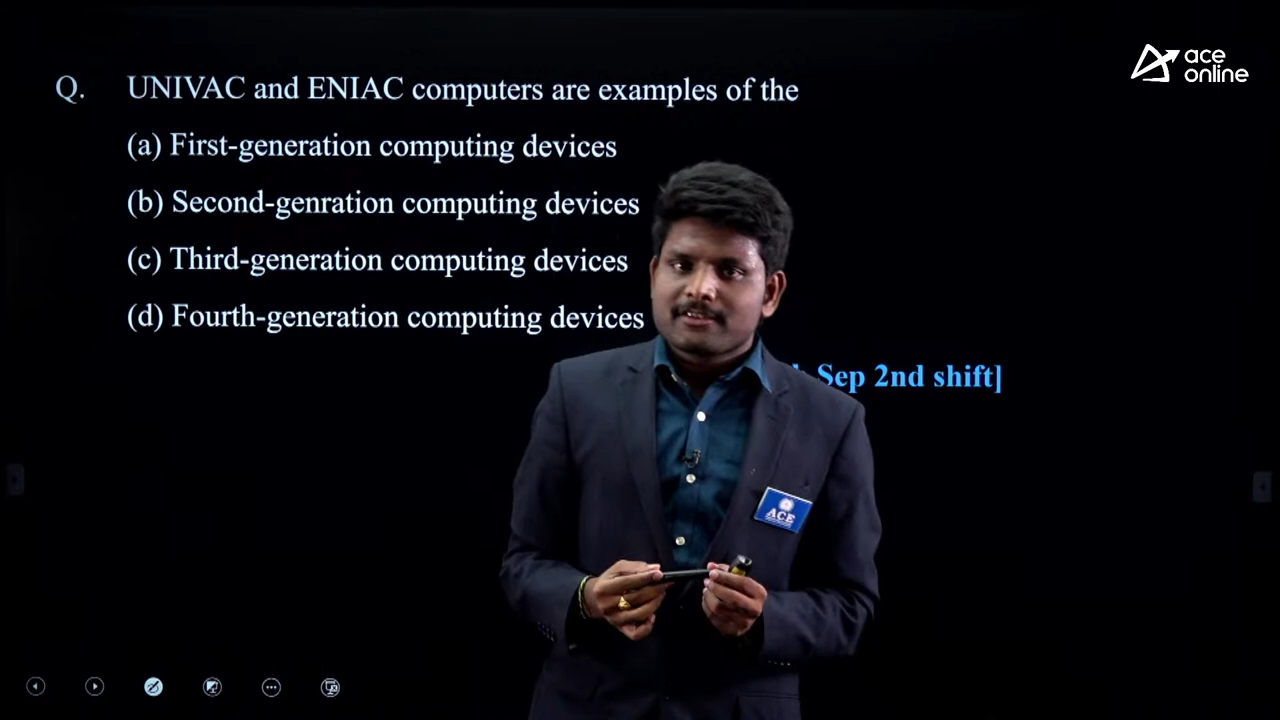 ace
online
Q. UNIVAC and ENIAC computers are examples of the
(a) First-generation computing devices
(b) Second-genration computing devices
(c) Third-generation computing devices
(d) Fourth-generation computing devices
Sep 2nd shift]
ACE